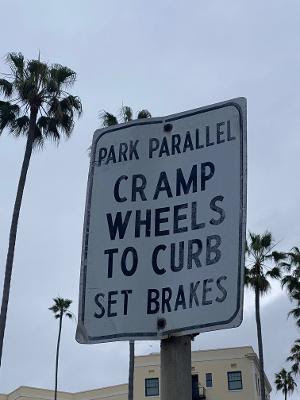 PARK PARALLEL
CRAMP
WHEELS
TO CURB
SET BRAKES